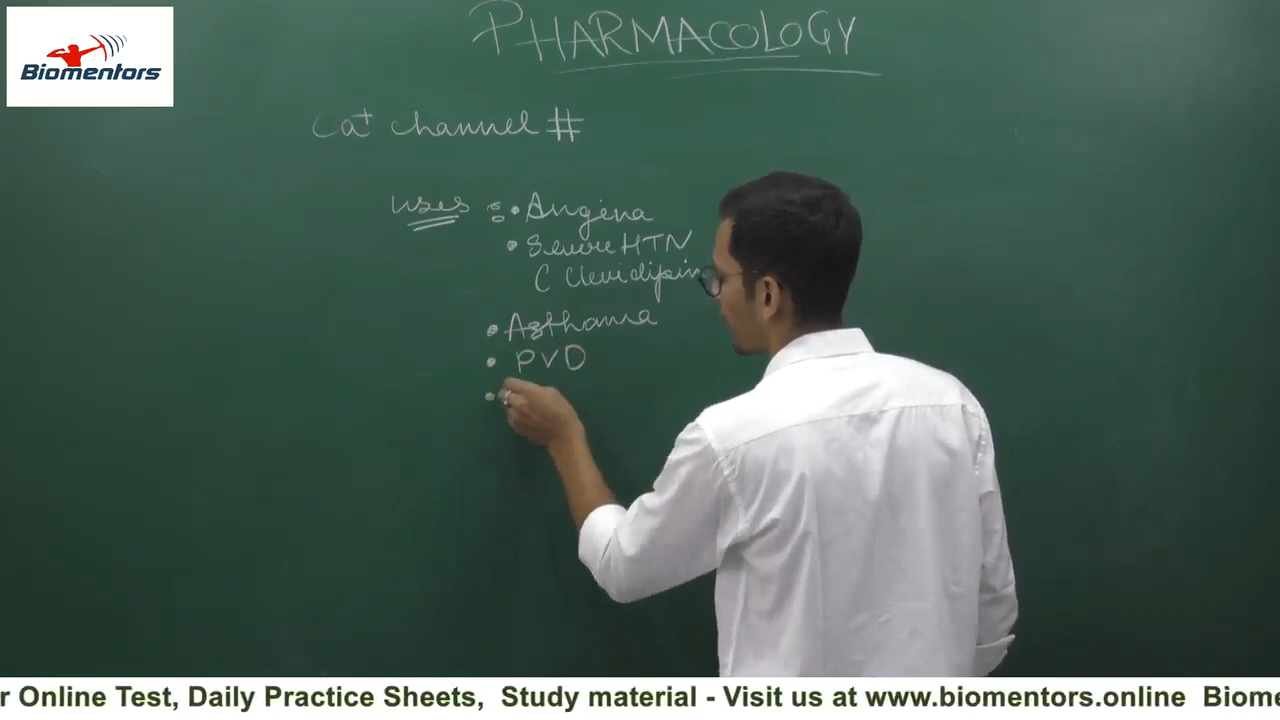 Biomentors
PHARMACOLOGY
Ca+ channel #
uses : • Angina
• Severe HTN
( Clevidipin
• Asthama
• PVD
•
r Online Test, Daily Practice Sheets, Study material - Visit us at www.biomentors.online Biome